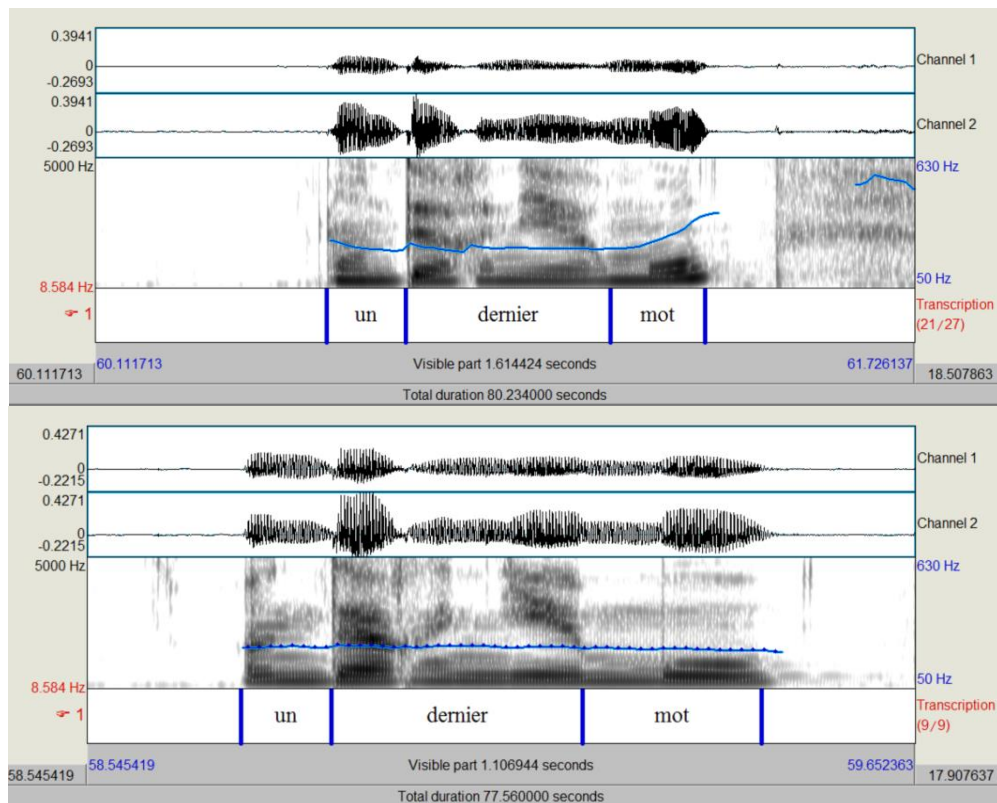 0.3941
0
-0.2693
Channel 1
0.3941
0
-0.2693
Channel 2
5000 Hz
630 Hz
8.584 Hz
50 Hz
☞ 1
un dernier mot
Transcription
(21/27)
60.111713
Visible part 1.614424 seconds
61.726137
60.111713
18.507863
Total duration 80.234000 seconds
0.4271
0
-0.2215
Channel 1
0.4271
0
-0.2215
Channel 2
5000 Hz
630 Hz
8.584 Hz
50 Hz
☞ 1
un dernier mot
Transcription
(9/9)
58.545419
Visible part 1.106944 seconds
59.652363
58.545419
17.907637
Total duration 77.560000 seconds